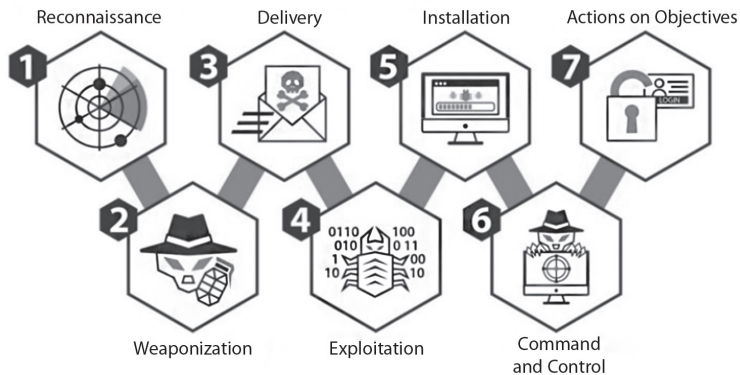 Reconnaissance
Delivery
Installation
Actions on Objectives
1
3
5
7
LOGIN
2
4
6
0110 100
010 0 11
1 00
10 10
Weaponization
Exploitation
Command
and Control